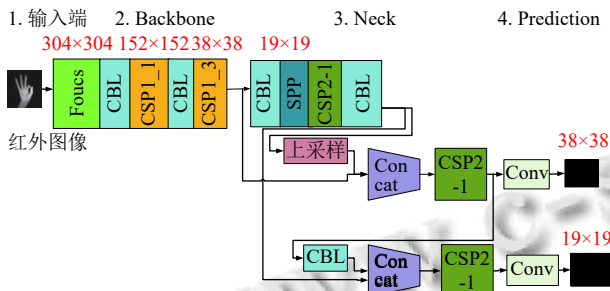 1. 输入端
2. Backbone
3. Neck
4. Prediction
304×304
152×152
38×38
19×19
Foucs
CBL
CSP1_1
CBL
CSP1_3
CBL
SPP
CSP2-1
CBL
红外图像
上采样
Con
cat
CSP2
-1
Conv
38×38
CBL
Con
cat
CSP2
-1
Conv
19×19